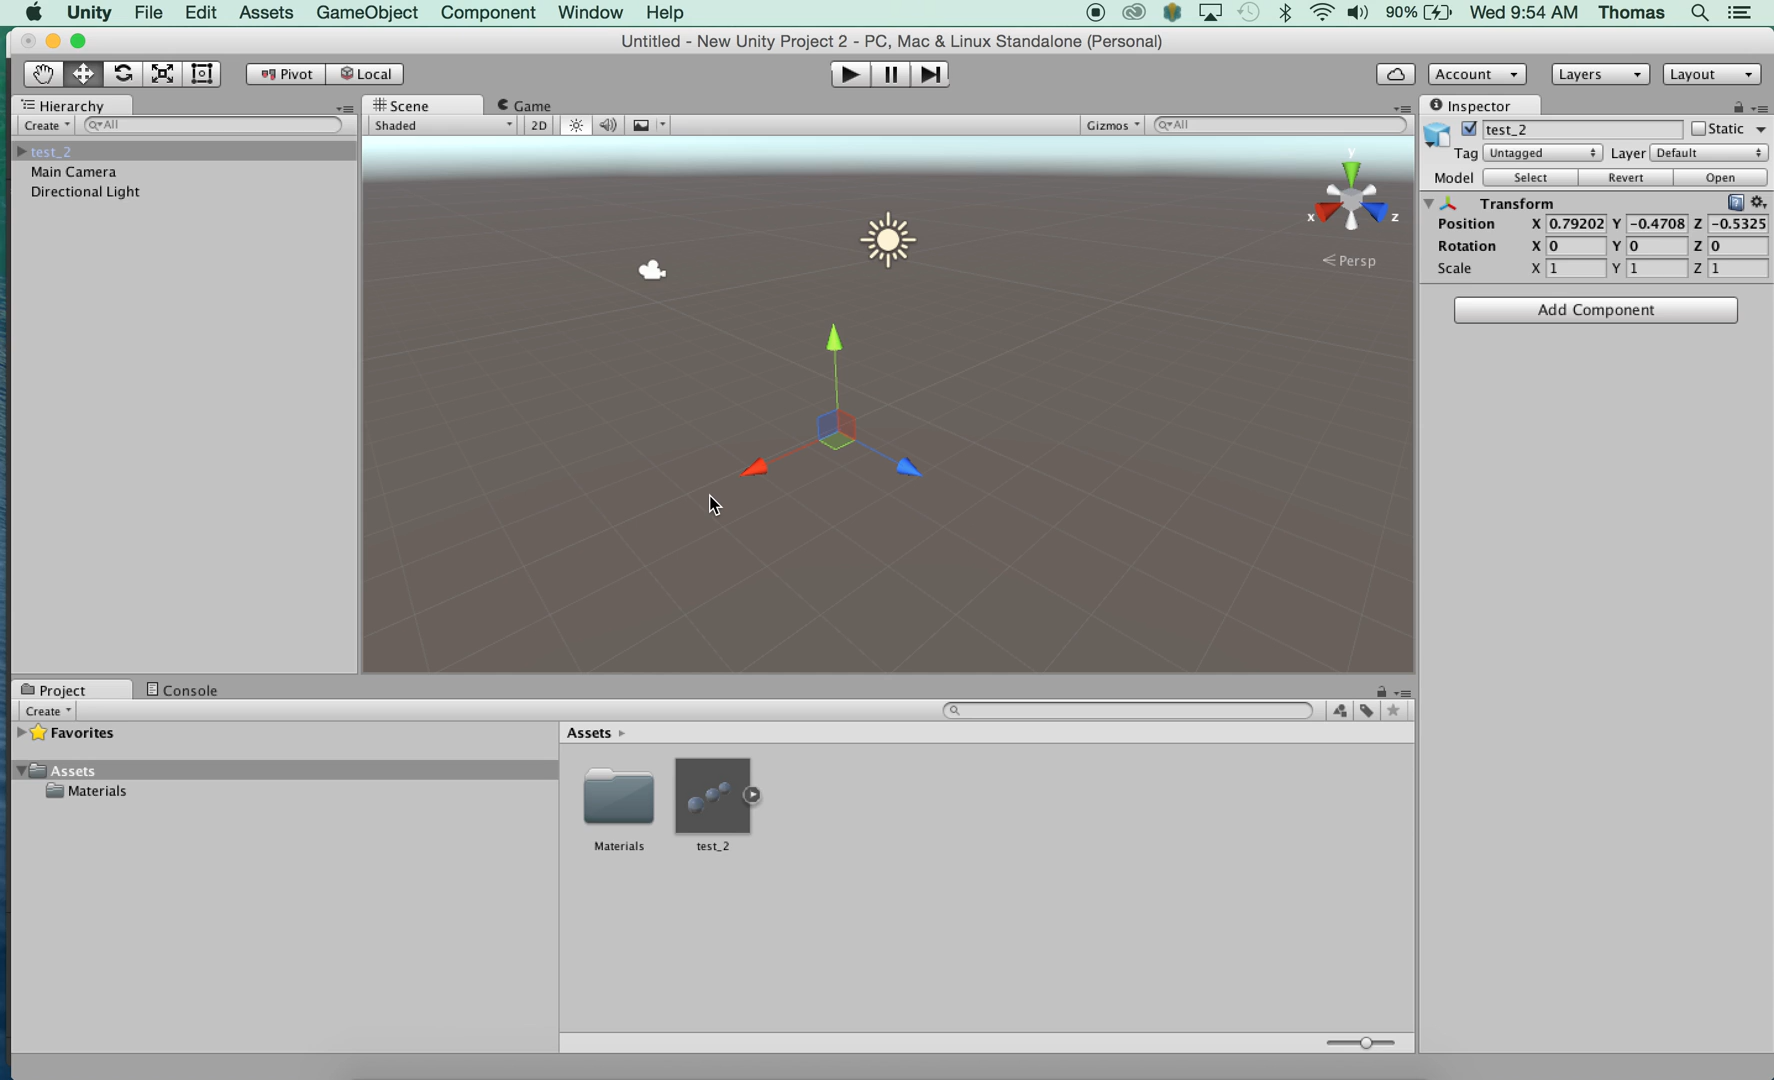 Unity File Edit Assets GameObject Component Window Help 90% Wed 9:54 AM Thomas
Untitled - New Unity Project 2 - PC, Mac & Linux Standalone (Personal)
Pivot Local Account Layers Layout
Hierarchy
Create All
test_2
Main Camera
Directional Light
Scene Game
Shaded 2D Gizmos All
y
x z
Persp
Inspector
test_2 Static
Tag Untagged Layer Default
Model Select Revert Open
Transform
Position X 0.79202 Y -0.4708 Z -0.5325
Rotation X 0 Y 0 Z 0
Scale X 1 Y 1 Z 1
Add Component
Project Console
Create
Favorites
Assets
Materials
Assets
Materials test_2